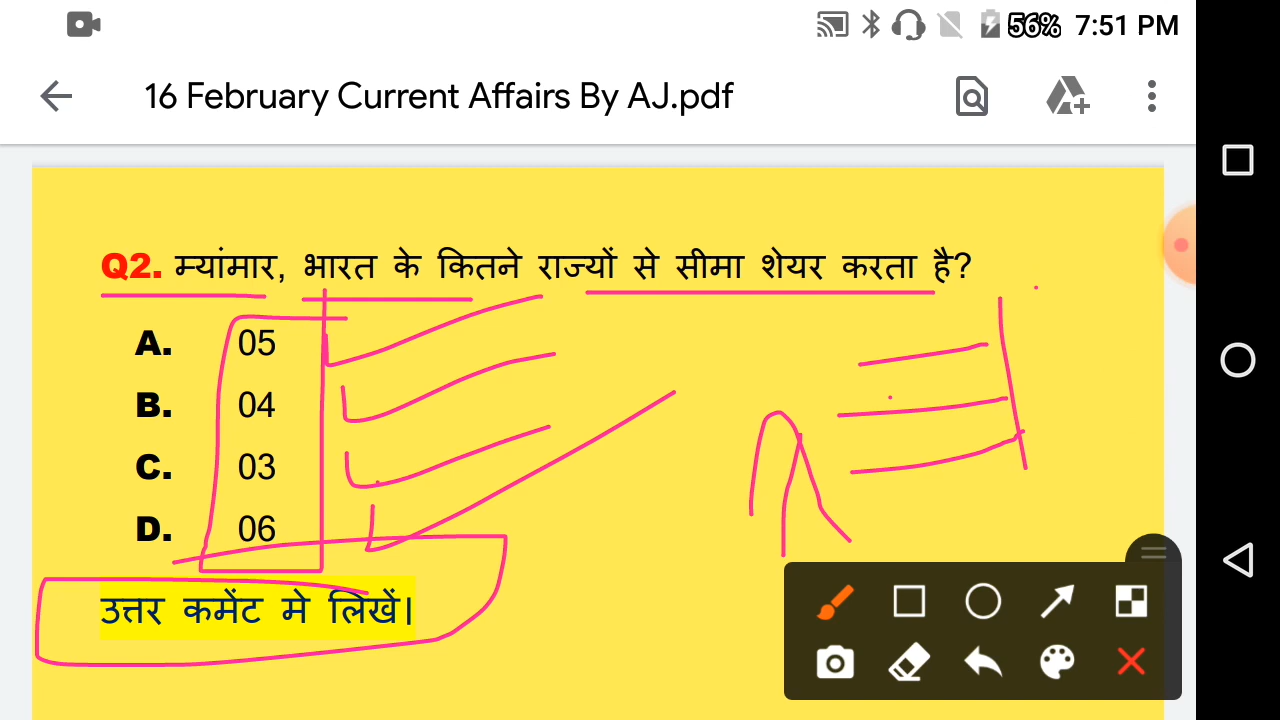 56% 7:51 PM
16 February Current Affairs By AJ.pdf
Q2. म्यांमार, भारत के कितने राज्यों से सीमा शेयर करता है?
A. 05
B. 04
C. 03
D. 06
उत्तर कमेंट मे लिखें।